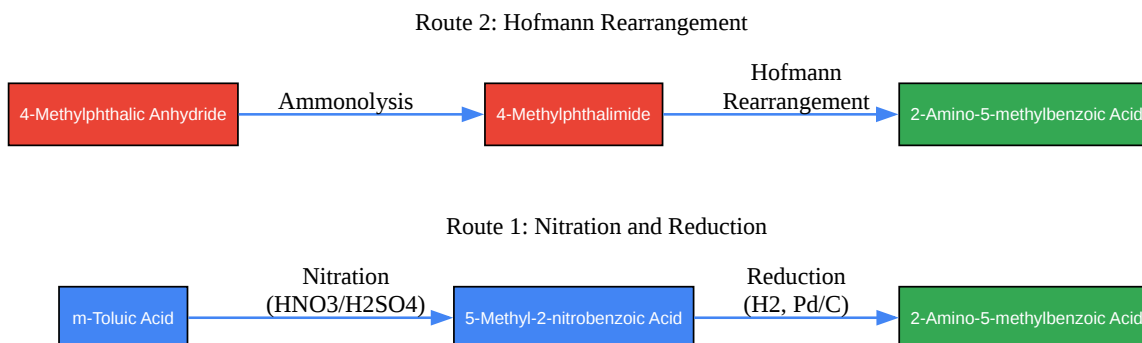 Route 2: Hofmann Rearrangement
4-Methylphthalic Anhydride
Ammonolysis
4-Methylphthalimide
Hofmann
Rearrangement
2-Amino-5-methylbenzoic Acid
Route 1: Nitration and Reduction
m-Toluic Acid
Nitration
(HNO3/H2SO4)
5-Methyl-2-nitrobenzoic Acid
Reduction
(H2, Pd/C)
2-Amino-5-methylbenzoic Acid